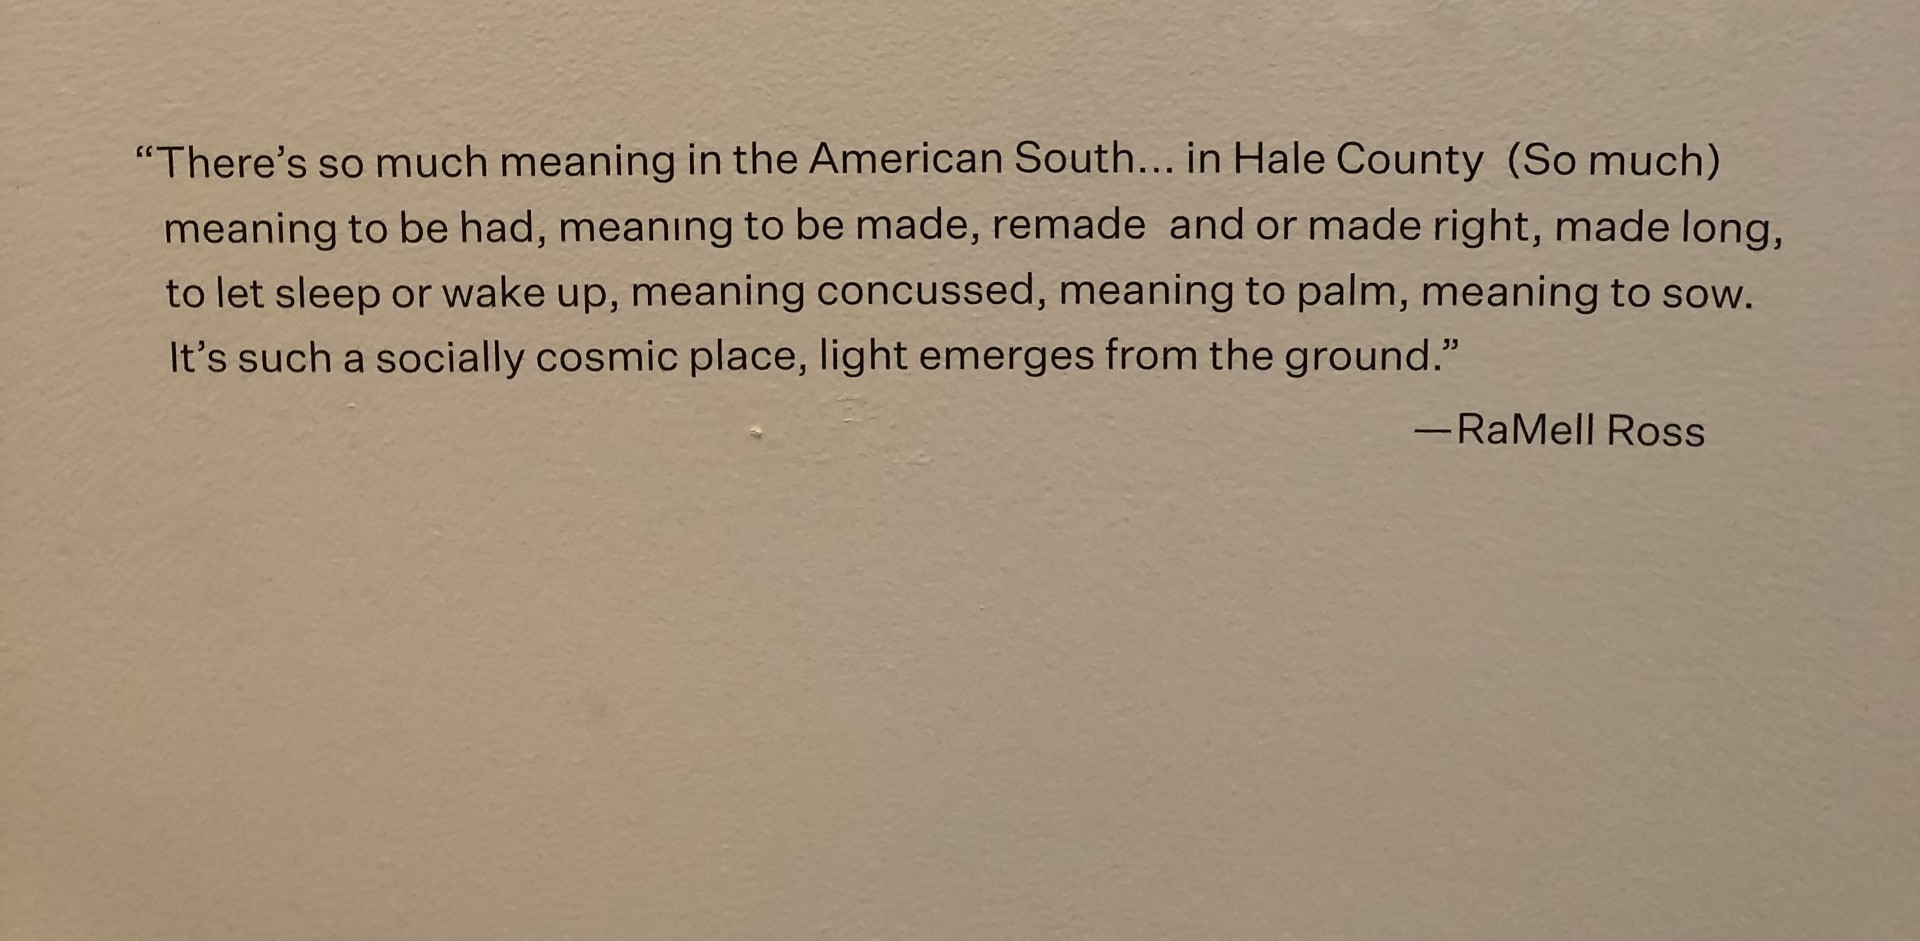 “There’s so much meaning in the American South... in Hale County  (So much)
meaning to be had, meaning to be made, remade  and or made right, made long,
to let sleep or wake up, meaning concussed, meaning to palm, meaning to sow.
It’s such a socially cosmic place, light emerges from the ground.”
—RaMell Ross